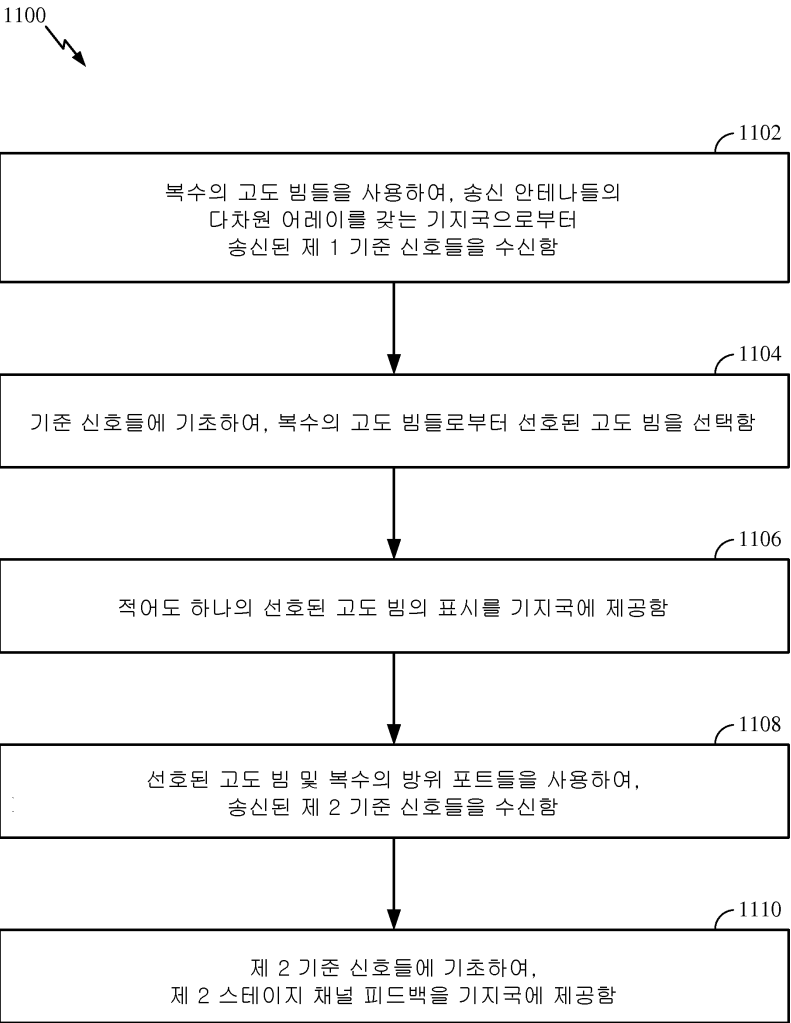 1100
1102
복수의 고도 빔들을 사용하여, 송신 안테나들의
다차원 어레이를 갖는 기지국으로부터
송신된 제 1 기준 신호들을 수신함
1104
기준 신호들에 기초하여, 복수의 고도 빔들로부터 선호된 고도 빔을 선택함
1106
적어도 하나의 선호된 고도 빔의 표시를 기지국에 제공함
1108
선호된 고도 빔 및 복수의 방위 포트들을 사용하여,
송신된 제 2 기준 신호들을 수신함
1110
제 2 기준 신호들에 기초하여,
제 2 스테이지 채널 피드백을 기지국에 제공함